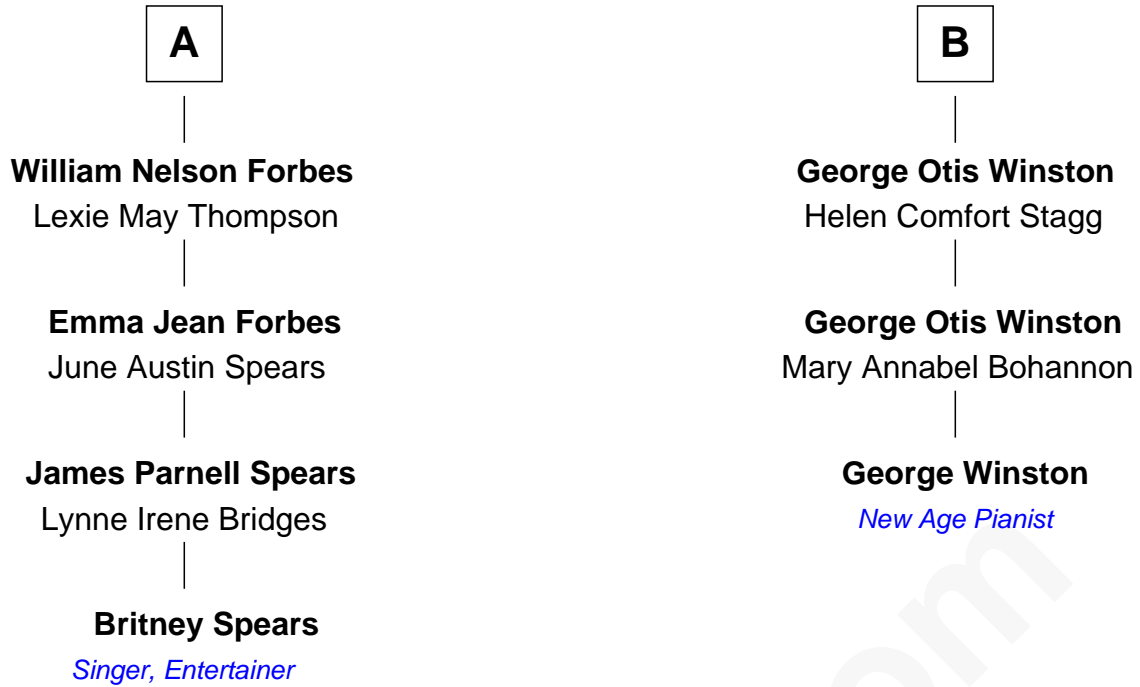 A
William Nelson Forbes
Lexie May Thompson
Emma Jean Forbes
June Austin Spears
James Parnell Spears
Lynne Irene Bridges
Britney Spears
Singer, Entertainer
B
George Otis Winston
Helen Comfort Stagg
George Otis Winston
Mary Annabel Bohannon
George Winston
New Age Pianist
om